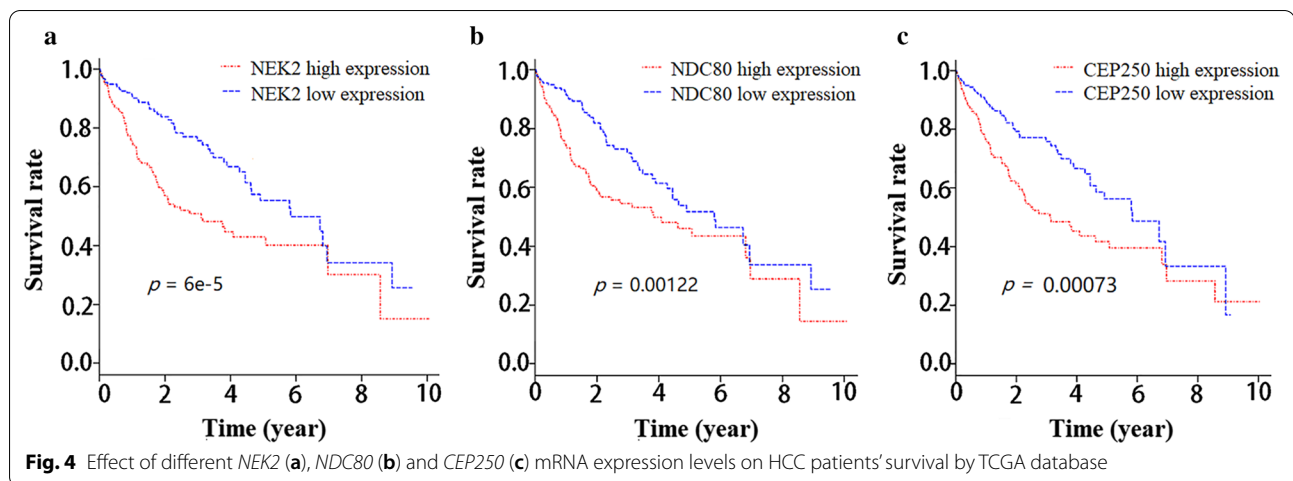 a
NEK2 high expression
NEK2 low expression
1.0
0.8
0.6
0.4
0.2
0.0
Survival rate
p = 6e-5
0 2 4 6 8 10
Time (year)
b
NDC80 high expression
NDC80 low expression
1.0
0.8
0.6
0.4
0.2
0.0
Survival rate
p = 0.00122
0 2 4 6 8 10
Time (year)
c
CEP250 high expression
CEP250 low expression
1.0
0.8
0.6
0.4
0.2
0.0
Survival rate
p = 0.00073
0 2 4 6 8 10
Time (year)
Fig. 4 Effect of different NEK2 (a), NDC80 (b) and CEP250 (c) mRNA expression levels on HCC patients' survival by TCGA database